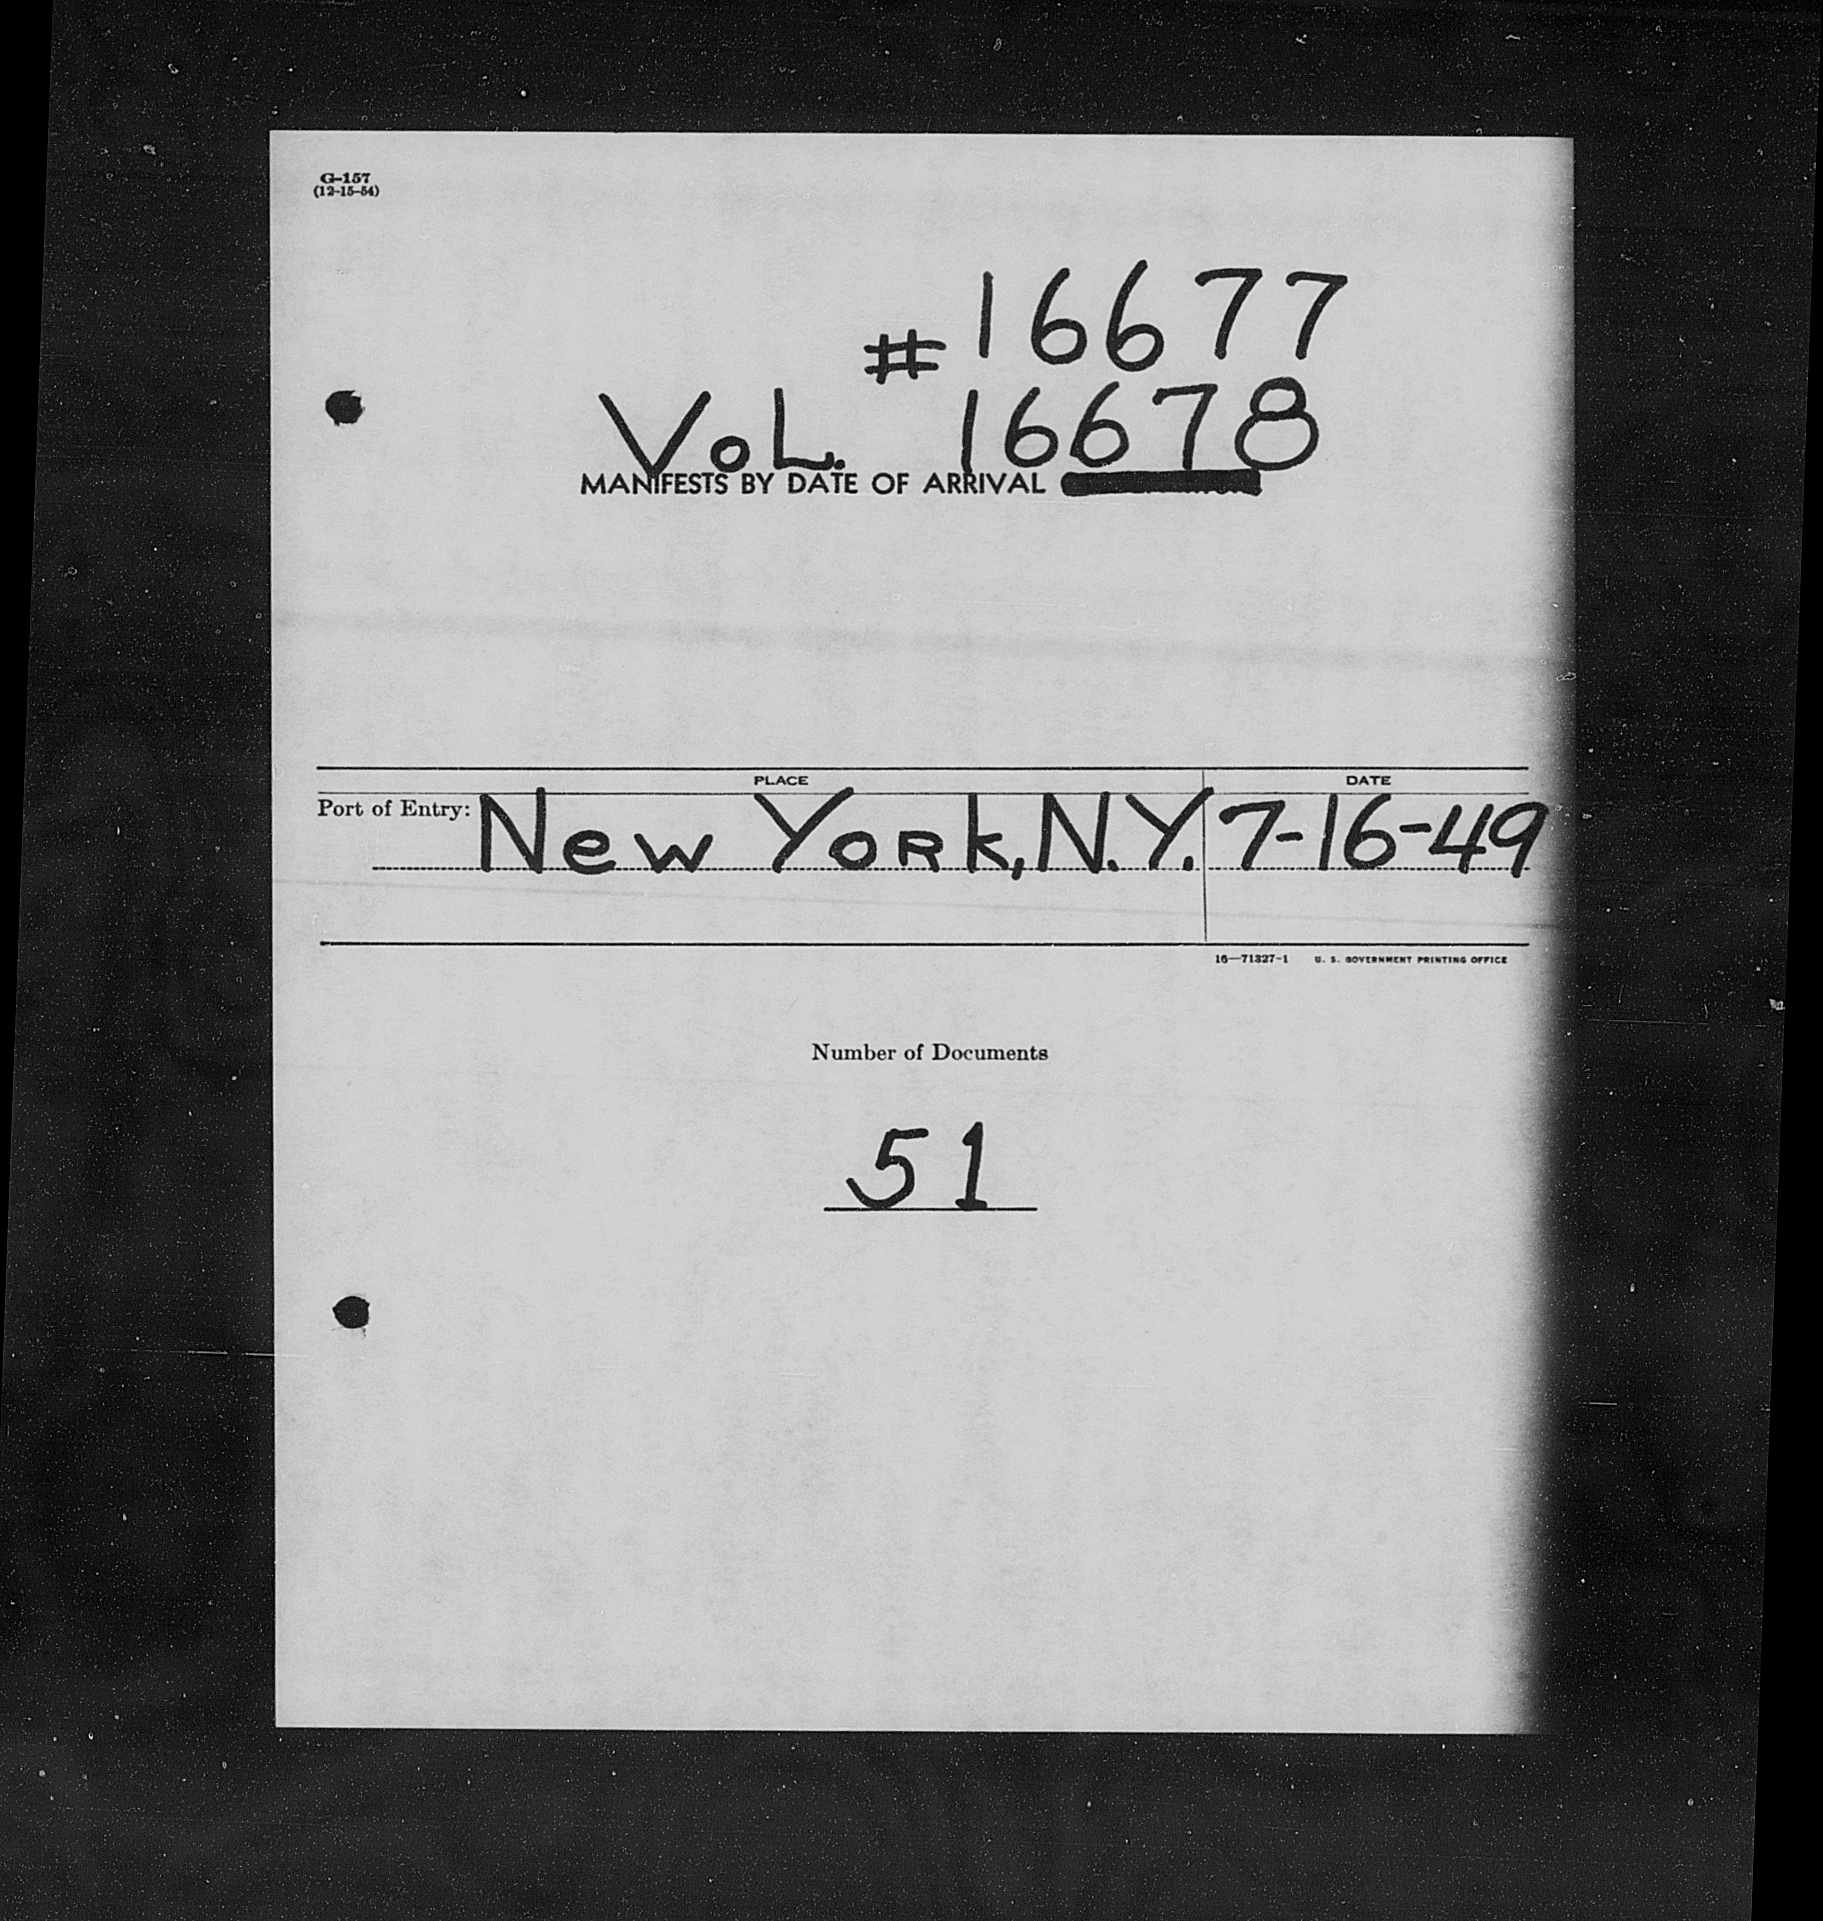 G-157
(12-15-54)
#16677
VoL. 16678
MANIFESTS BY DATE OF ARRIVAL
PLACE DATE
Port of Entry: New York, N.Y. 7-16-49
16—71327-1 U. S. GOVERNMENT PRINTING OFFICE
Number of Documents
51